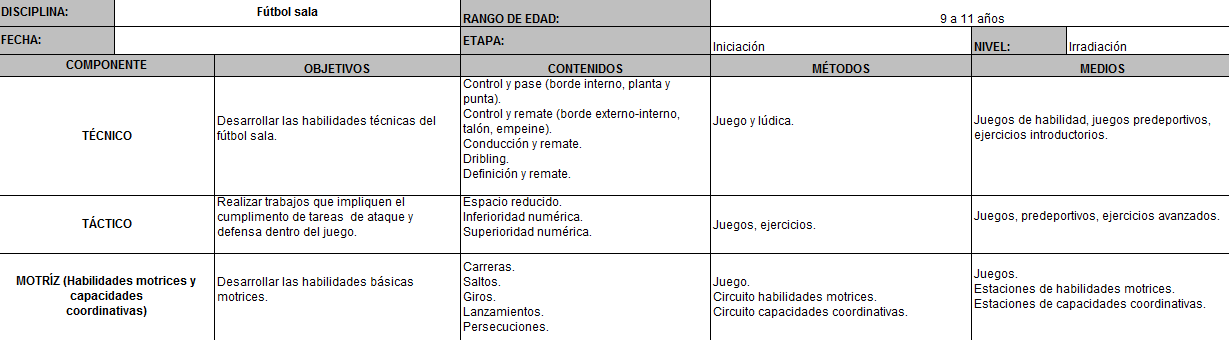 DISCIPLINA: Fútbol sala RANGO DE EDAD: 9 a 11 años
FECHA: ETAPA: Iniciación NIVEL: Irradiación
COMPONENTE OBJETIVOS CONTENIDOS MÉTODOS MEDIOS
TÉCNICO
Desarrollar las habilidades técnicas del
fútbol sala.
Control y pase (borde interno, planta y
punta).
Control y remate (borde externo-interno,
talón, empeine).
Conducción y remate.
Dribling.
Definición y remate.
Juego y lúdica.
Juegos de habilidad, juegos predeportivos,
ejercicios introductorios.
TÁCTICO
Realizar trabajos que impliquen el
cumplimento de tareas de ataque y
defensa dentro del juego.
Espacio reducido.
Inferioridad numérica.
Superioridad numérica.
Juegos, ejercicios.
Juegos, predeportivos, ejercicios avanzados.
MOTRÍZ (Habilidades motrices y
capacidades
coordinativas)
Desarrollar las habilidades básicas
motrices.
Carreras.
Saltos.
Giros.
Lanzamientos.
Persecuciones.
Juego.
Circuito habilidades motrices.
Circuito capacidades coordinativas.
Juegos.
Estaciones de habilidades motrices.
Estaciones de capacidades coordinativas.